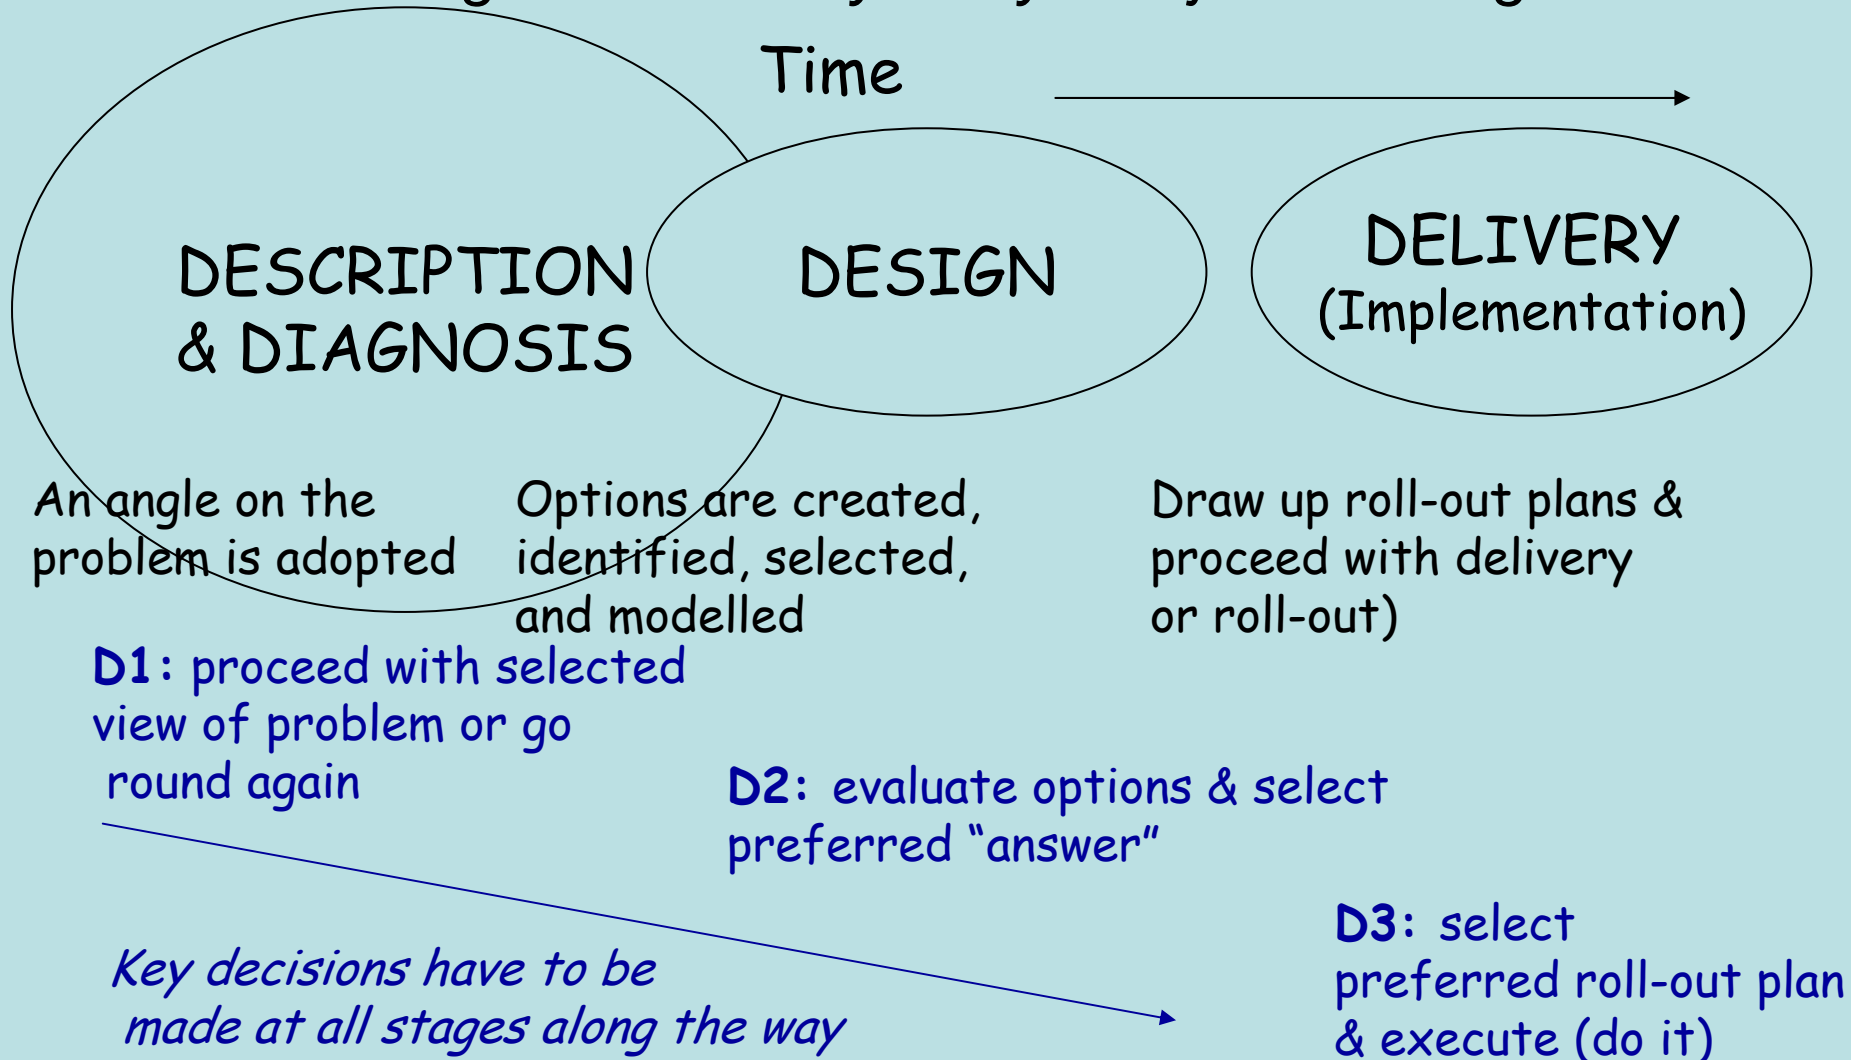 Time
DESCRIPTION
& DIAGNOSIS
DESIGN
DELIVERY
(Implementation)
An angle on the
problem is adopted
Options are created,
identified, selected,
and modelled
Draw up roll-out plans &
proceed with delivery
or roll-out)
D1: proceed with selected
view of problem or go
round again
D2: evaluate options & select
preferred “answer”
D3: select
preferred roll-out plan
& execute (do it)
Key decisions have to be
made at all stages along the way